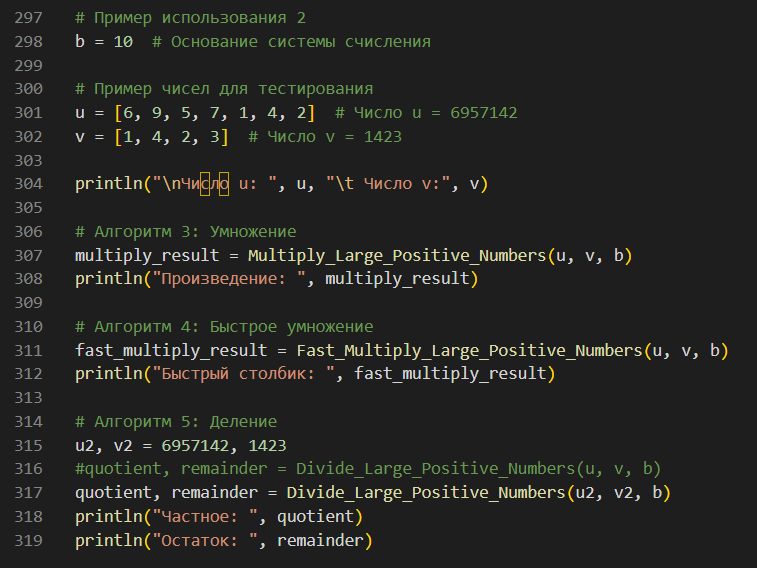 297 # Пример использования 2
298 b = 10 # Основание системы счисления
299
300 # Пример чисел для тестирования
301 u = [6, 9, 5, 7, 1, 4, 2] # Число u = 6957142
302 v = [1, 4, 2, 3] # Число v = 1423
303
304 println("\nЧисло u: ", u, "\t Число v:", v)
305
306 # Алгоритм 3: Умножение
307 multiply_result = Multiply_Large_Positive_Numbers(u, v, b)
308 println("Произведение: ", multiply_result)
309
310 # Алгоритм 4: Быстрое умножение
311 fast_multiply_result = Fast_Multiply_Large_Positive_Numbers(u, v, b)
312 println("Быстрый столбик: ", fast_multiply_result)
313
314 # Алгоритм 5: Деление
315 u2, v2 = 6957142, 1423
316 #quotient, remainder = Divide_Large_Positive_Numbers(u, v, b)
317 quotient, remainder = Divide_Large_Positive_Numbers(u2, v2, b)
318 println("Частное: ", quotient)
319 println("Остаток: ", remainder)